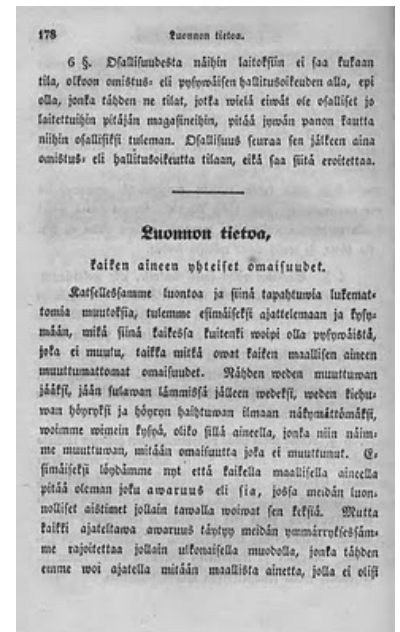 178 Luonnon tietoa.
6 §. Osallisuudesta näihin laitoksiin ei saa kukaan
tila, olkoon omistus- eli pysywäisen hallitusoikeuden alla, epi
olla, jonka tähden ne tilat, jotka wielä eiwät ole osalliset jo
laitettuihin pitäjän magasineihin, pitää jywän panon kautta
niihin osallisiksi tuleman. Osallisuus seuraa sen jälkeen aina
omistus- eli hallitusoikeutta tilaan, eikä saa siitä eroitettaa.
Luonnon tietoa,
kaiken aineen yhteiset omaisuudet.
Katsellessamme luontoa ja siinä tapahtuwia lukemat-
tomia muutoksia, tulemme esimäiseksi ajattelemaan ja kysy-
mään, mikä siinä kaikessa kuitenki woipi olla pysywäistä,
joka ei muutu, taikka mitkä owat kaiken maallisen aineen
muuttumattomat omaisuudet. Nähden weden muuttuwan
jääksi, jään sulawan lämmissä jälleen wedeksi, weden kiehu-
wan höyryksi ja höyryn haihtuwan ilmaan näkymättömäksi,
woimme wiimein kysyä, oliko sillä aineella, jonka niin näim-
me muuttuwan, mitään omaisuutta joka ei muuttunut. E-
simäiseksi löydämme nyt että kaikella maallisella aineella
pitää oleman joku awaruus eli sia, jossa meidän luon-
nolliset aistimet jollain tawalla woiwat sen keksiä. Mutta
kaikki ajateltawa awaruus täytyy meidän ymmärryksessäm-
me rajoitettaa jollain ulkonaisella muodolla, jonka tähden
emme woi ajatella mitään maallista ainetta, jolla ei olisi